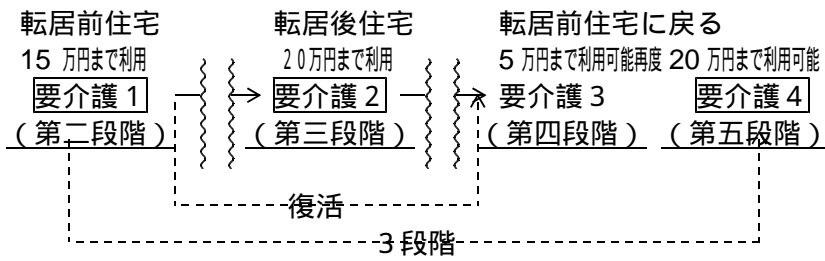 転居前住宅 転居後住宅 転居前住宅に戻る
15 万円まで利用 20万円まで利用 5 万円まで利用可能再度 20 万円まで利用可能
要介護1 要介護2 要介護3 要介護4
(第二段階) (第三段階) (第四段階) (第五段階)
復活
3段階